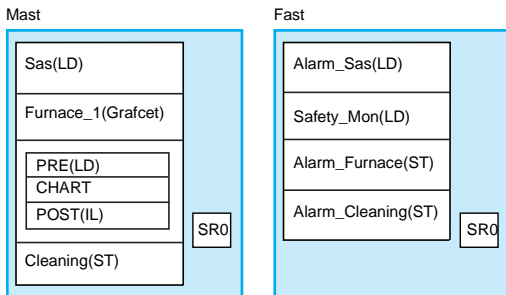 Mast
Sas(LD)
Furnace_1(Grafcet)
PRE(LD)
CHART
POST(IL)
SR0
Cleaning(ST)
Fast
Alarm_Sas(LD)
Safety_Mon(LD)
Alarm_Furnace(ST)
Alarm_Cleaning(ST)
SR0